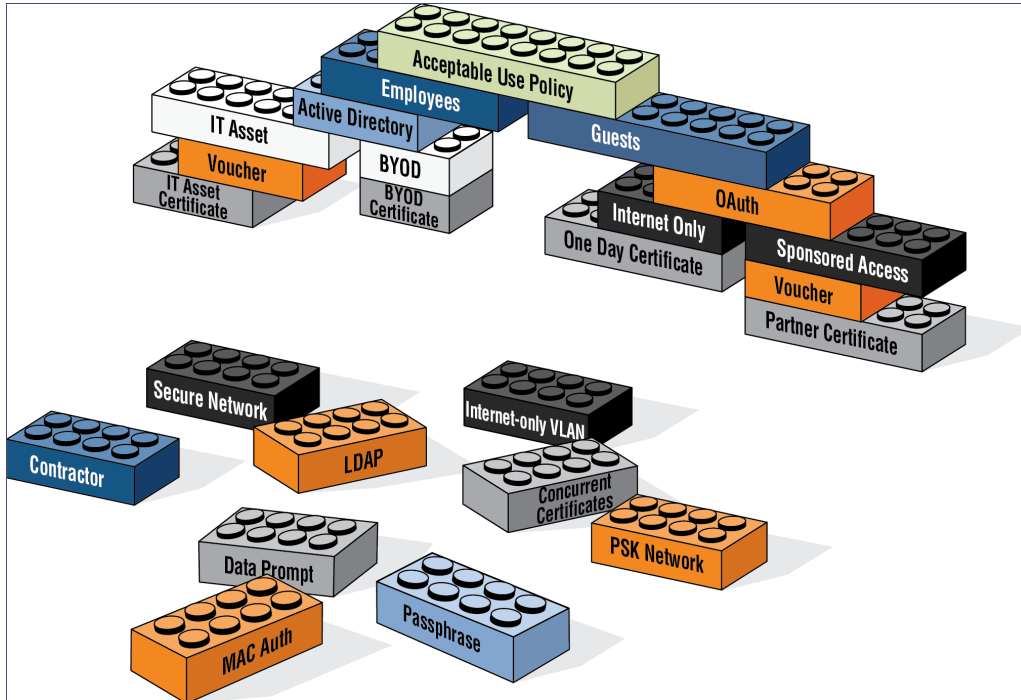 Acceptable Use Policy
Employees
Active Directory
IT Asset
Voucher
IT Asset
Certificate
BYOD
BYOD
Certificate
Guests
OAuth
Internet Only
One Day Certificate
Sponsored Access
Voucher
Partner Certificate
Secure Network
Internet-only VLAN
Contractor
LDAP
Concurrent
Certificates
PSK Network
Data Prompt
MAC Auth
Passphrase